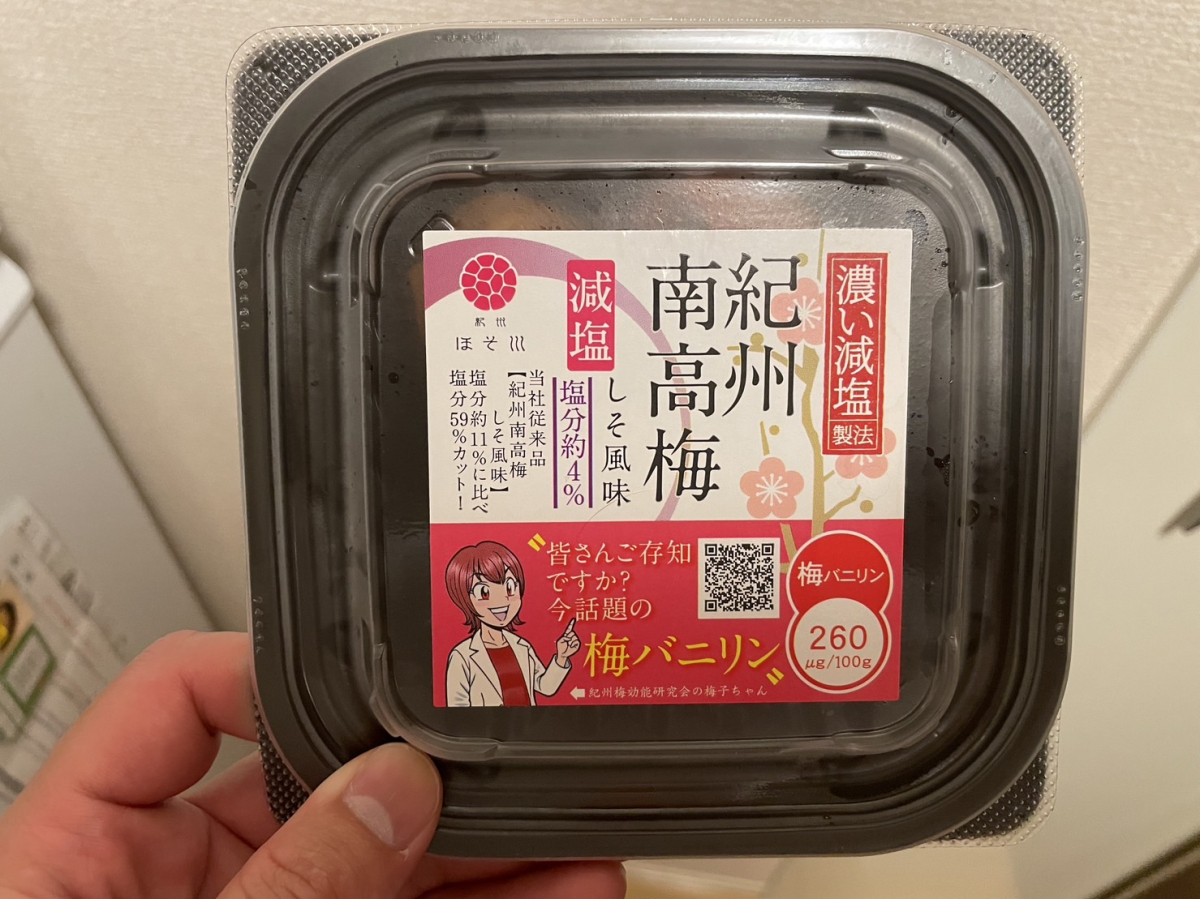 濃い減塩
製法
紀州
南高梅
しそ風味
減塩
塩分約4%
紀州
ほそ川
当社従来品
【紀州南高梅
しそ風味】
塩分約11%に比べ
塩分59%カット!
皆さんご存知
ですか?
今話題の
梅バニリン
紀州梅効能研究会の梅子ちゃん
梅バニリン
260
μg/100g